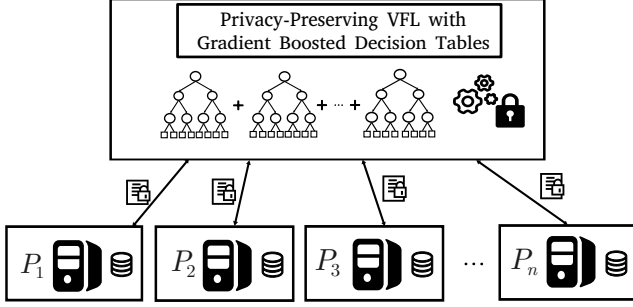 Privacy-Preserving VFL with
Gradient Boosted Decision Tables
+ + ... +
P1 P2 P3 ... Pn